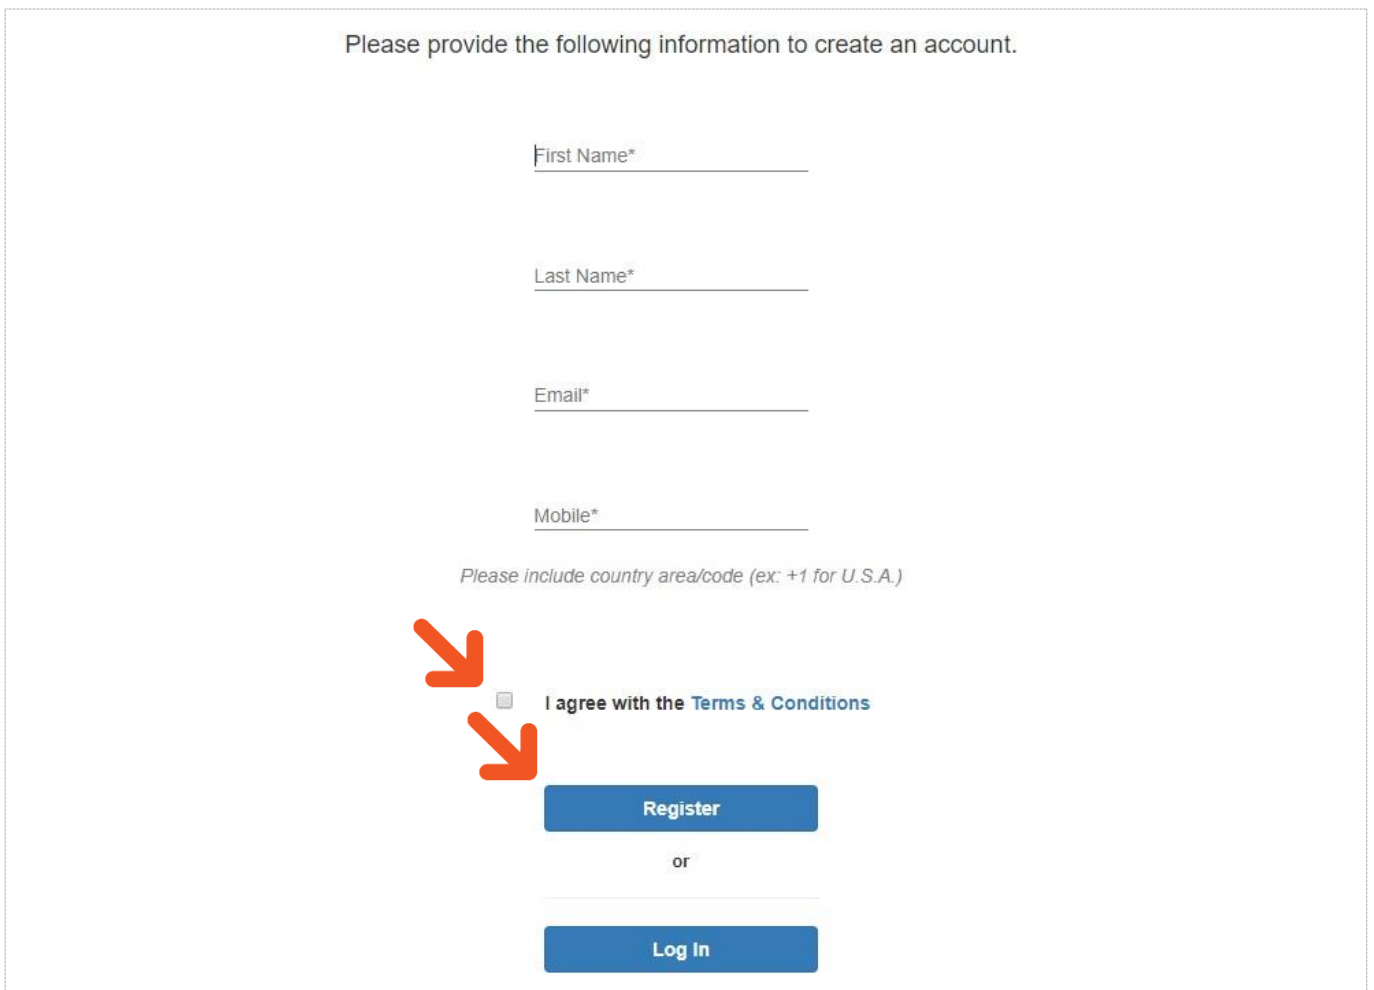 Please provide the following information to create an account.
First Name*
Last Name*
Email*
Mobile*
Please include country area/code (ex: +1 for U.S.A.)
I agree with the Terms & Conditions
Register
or
Log In